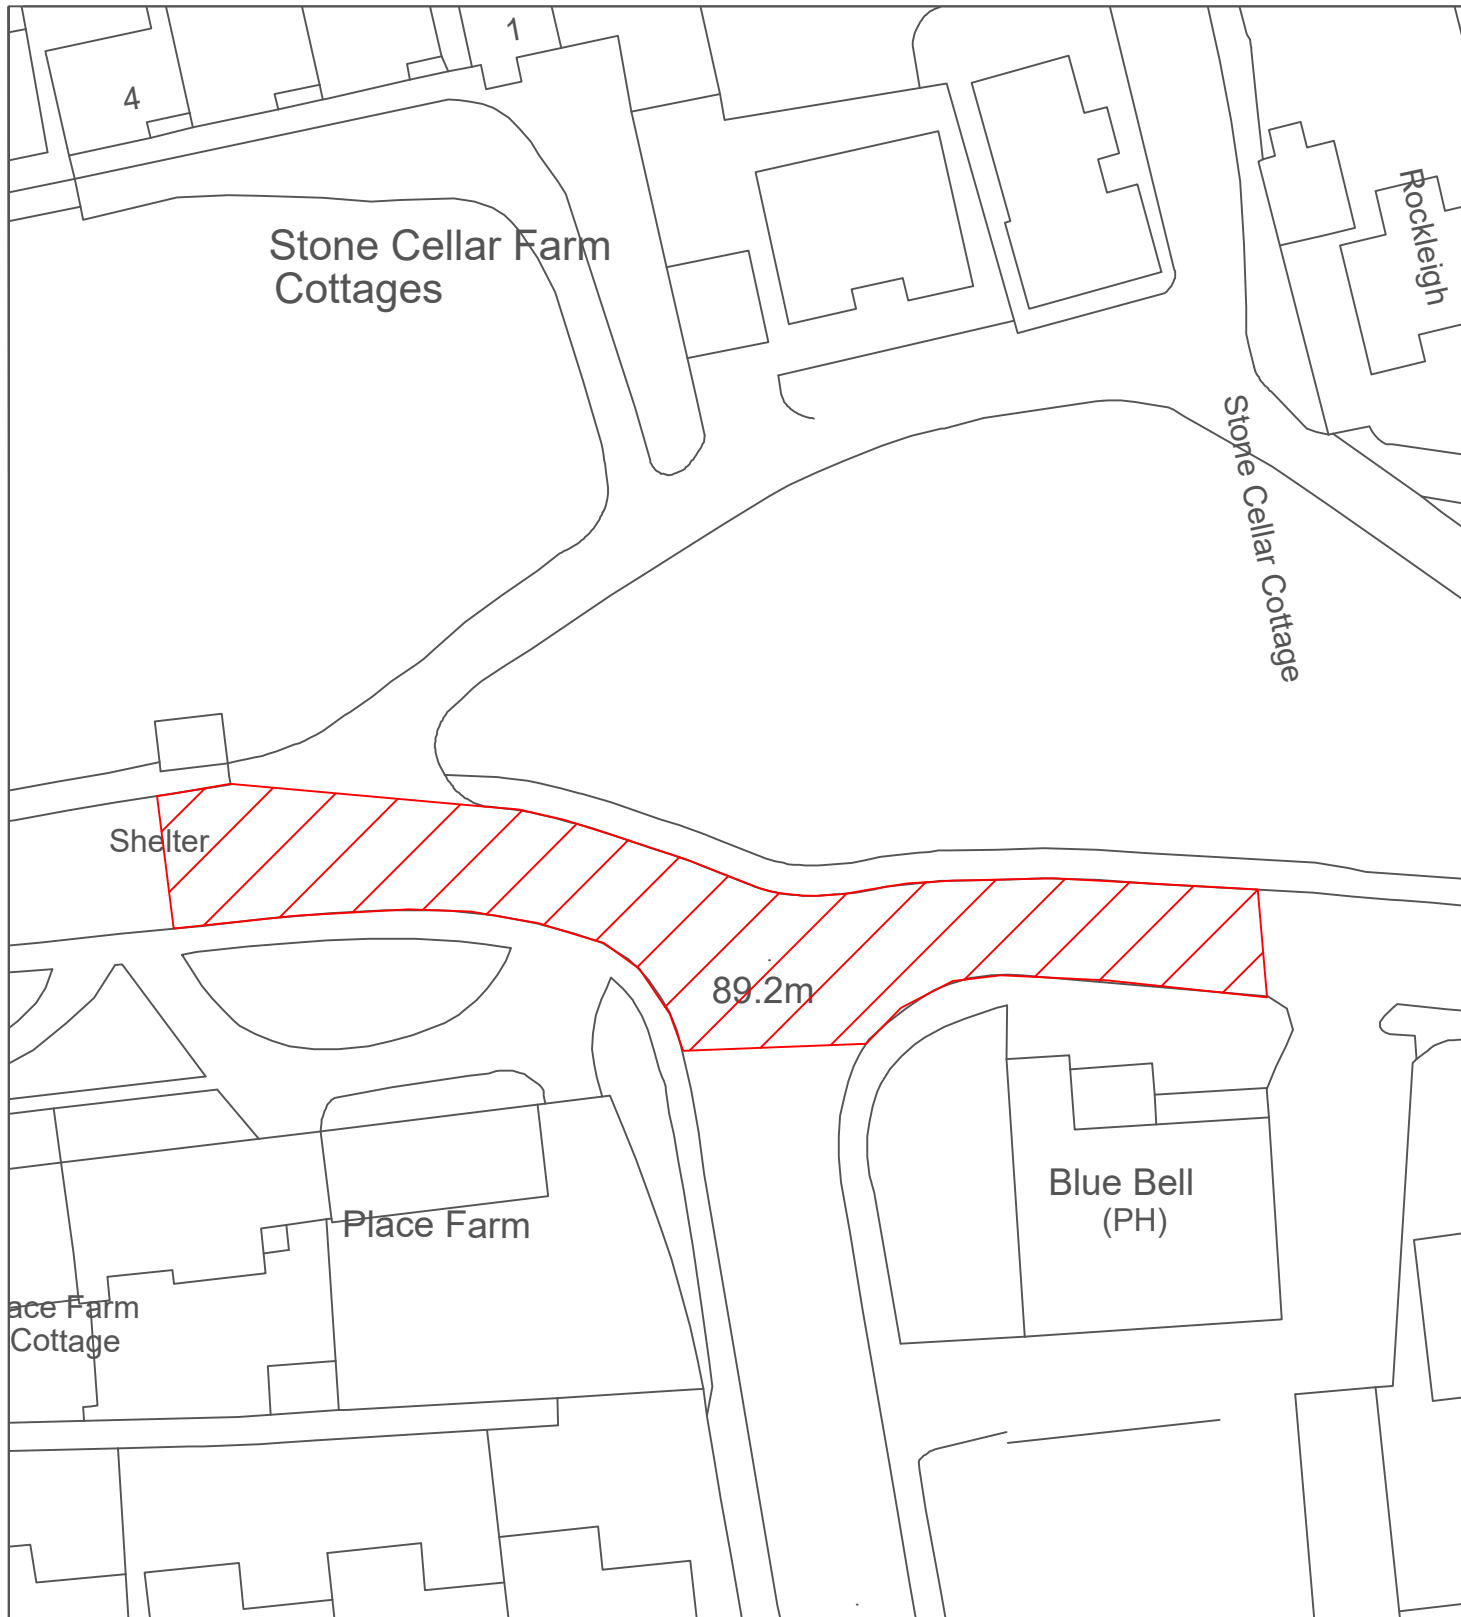 1
4
Rockleigh
Stone Cellar Farm
Cottages
Stone Cellar Cottage
Shelter
89.2m
Blue Bell
(PH)
Place Farm
ace Farm
Cottage